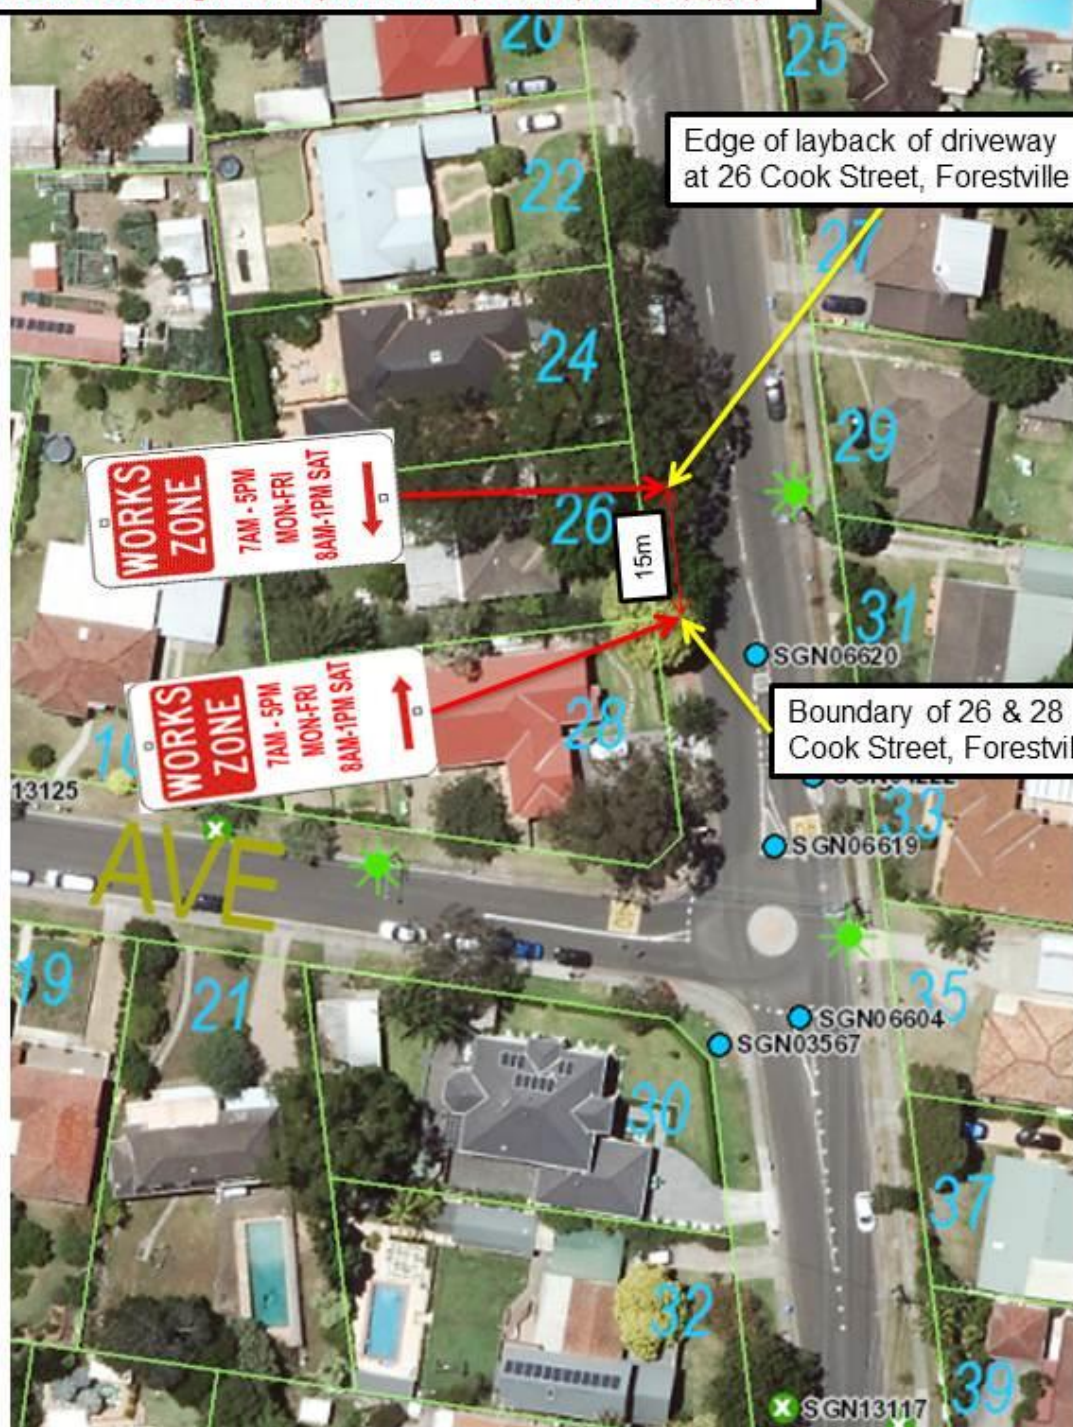 20
25
Edge of layback of driveway
at 26 Cook Street, Forestville
22
27
24
29
WORKS
ZONE
7AM - 5PM
MON-FRI
8AM-1PM SAT
26
15m
31
SGN06620
WORKS
ZONE
7AM - 5PM
MON-FRI
8AM-1PM SAT
28
Boundary of 26 & 28
Cook Street, Forestvil
13125
33
SGN06619
AVE
19
21
35
SGN06604
SGN03567
30
37
32
39
SGN13117